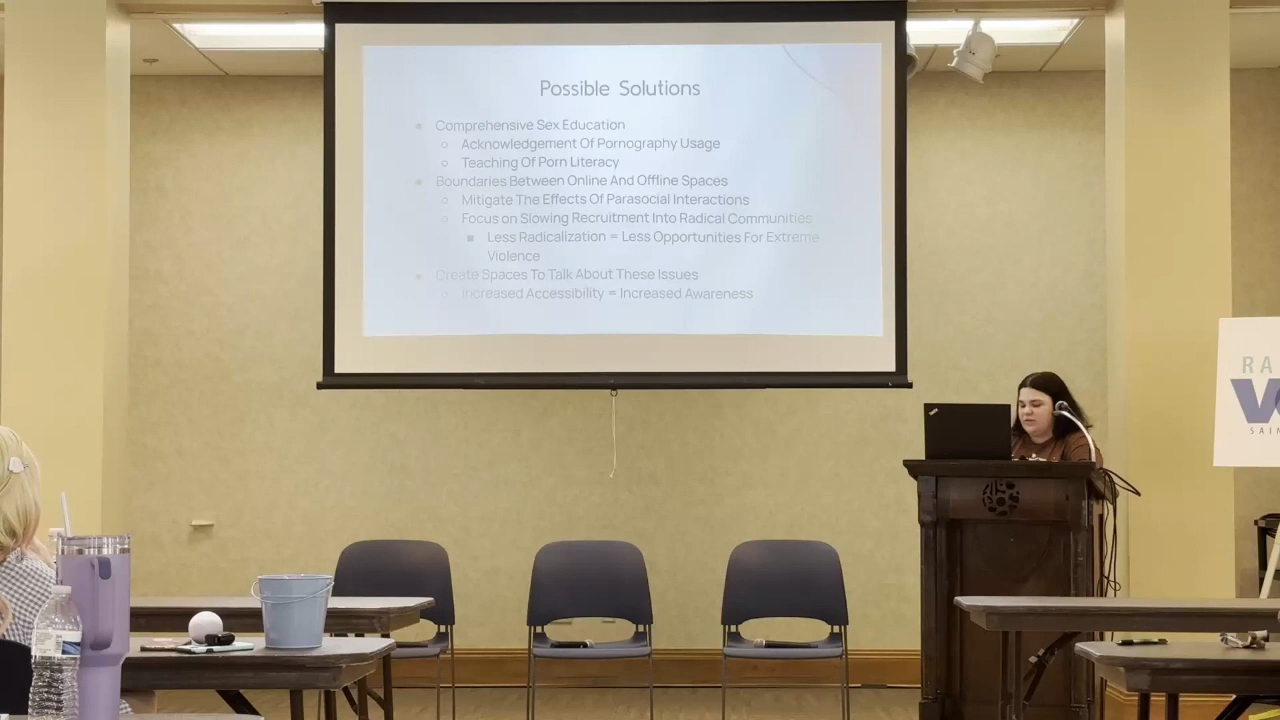 Possible Solutions
Comprehensive Sex Education
Acknowledgement Of Pornography Usage
Teaching Of Porn Literacy
Boundaries Between Online And Offline Spaces
Mitigate The Effects Of Parasocial Interactions
Focus on Slowing Recruitment Into Radical Communities
Less Radicalization = Less Opportunities For Extreme
Violence
Create Spaces To Talk About These Issues
Increased Accessibility = Increased Awareness
RA
SAIN